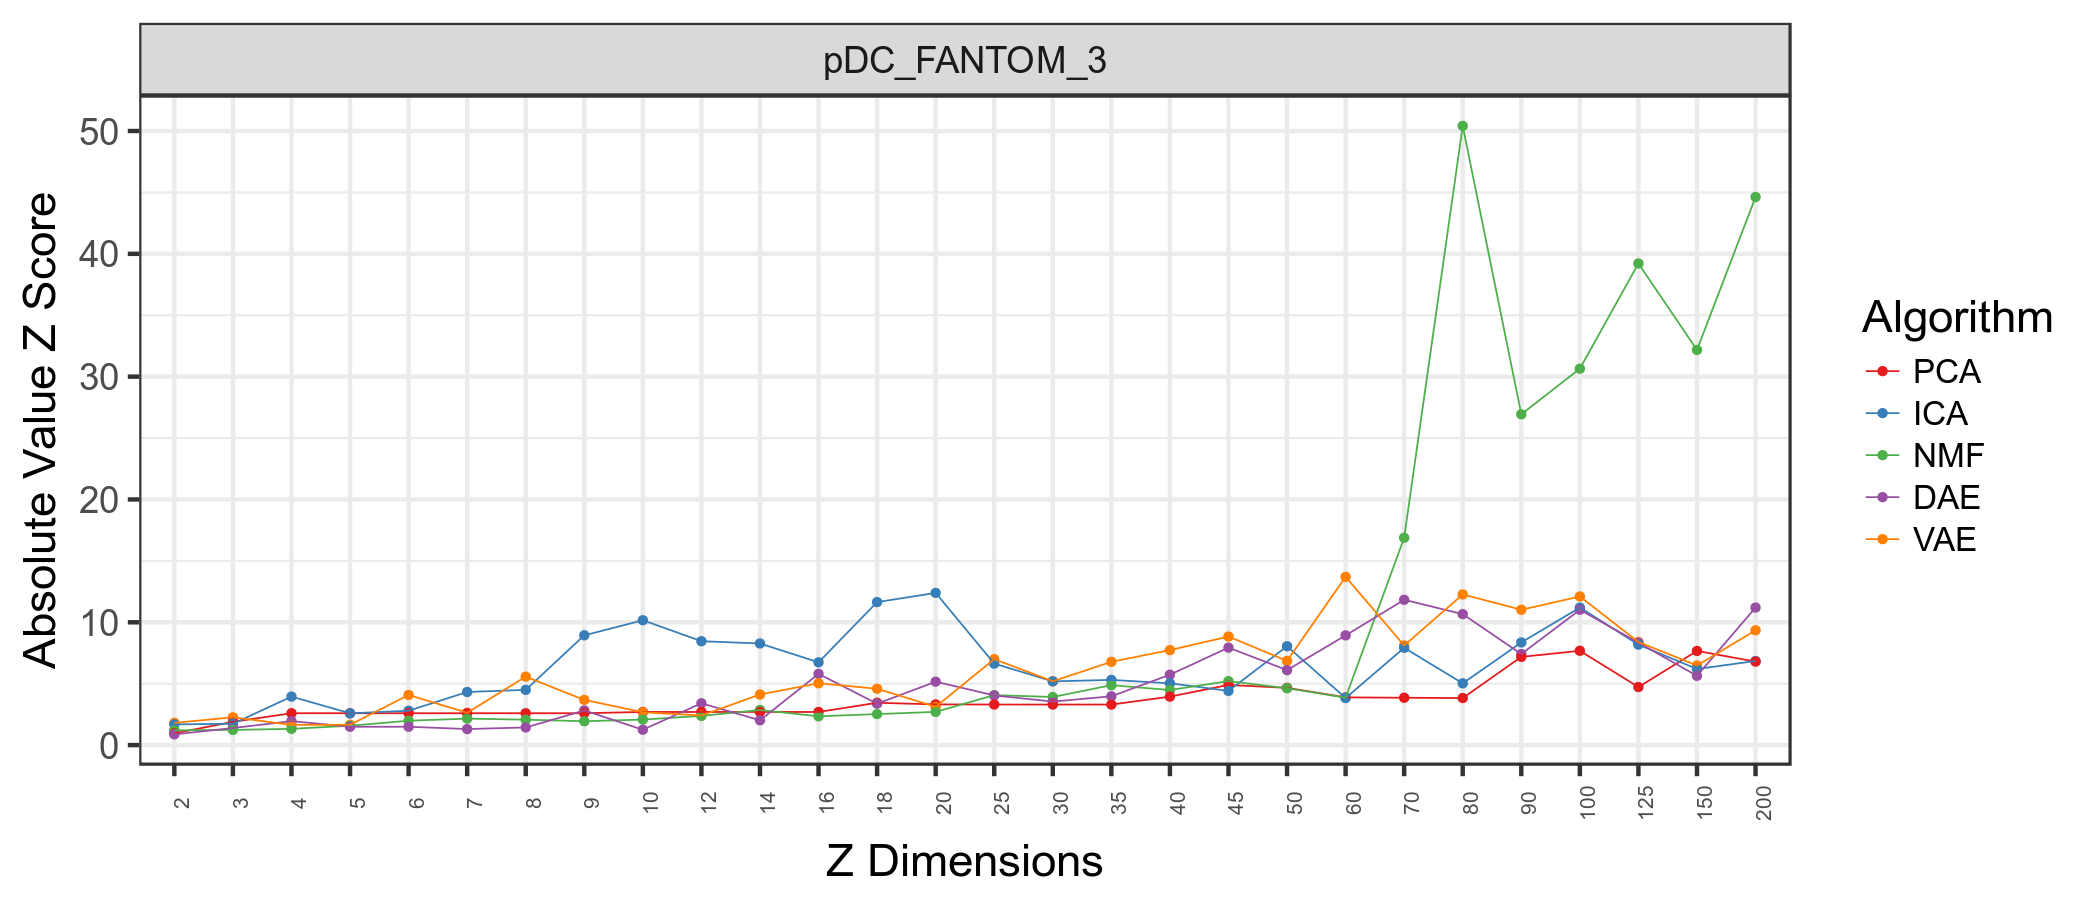 pDC_FANTOM_3
Absolute Value Z Score
50
40
30
20
10
0
2 3 4 5 6 7 8 9 10 12 14 16 18 20 25 30 35 40 45 50 60 70 80 90 100 125 150 200
Z Dimensions
Algorithm
PCA
ICA
NMF
DAE
VAE